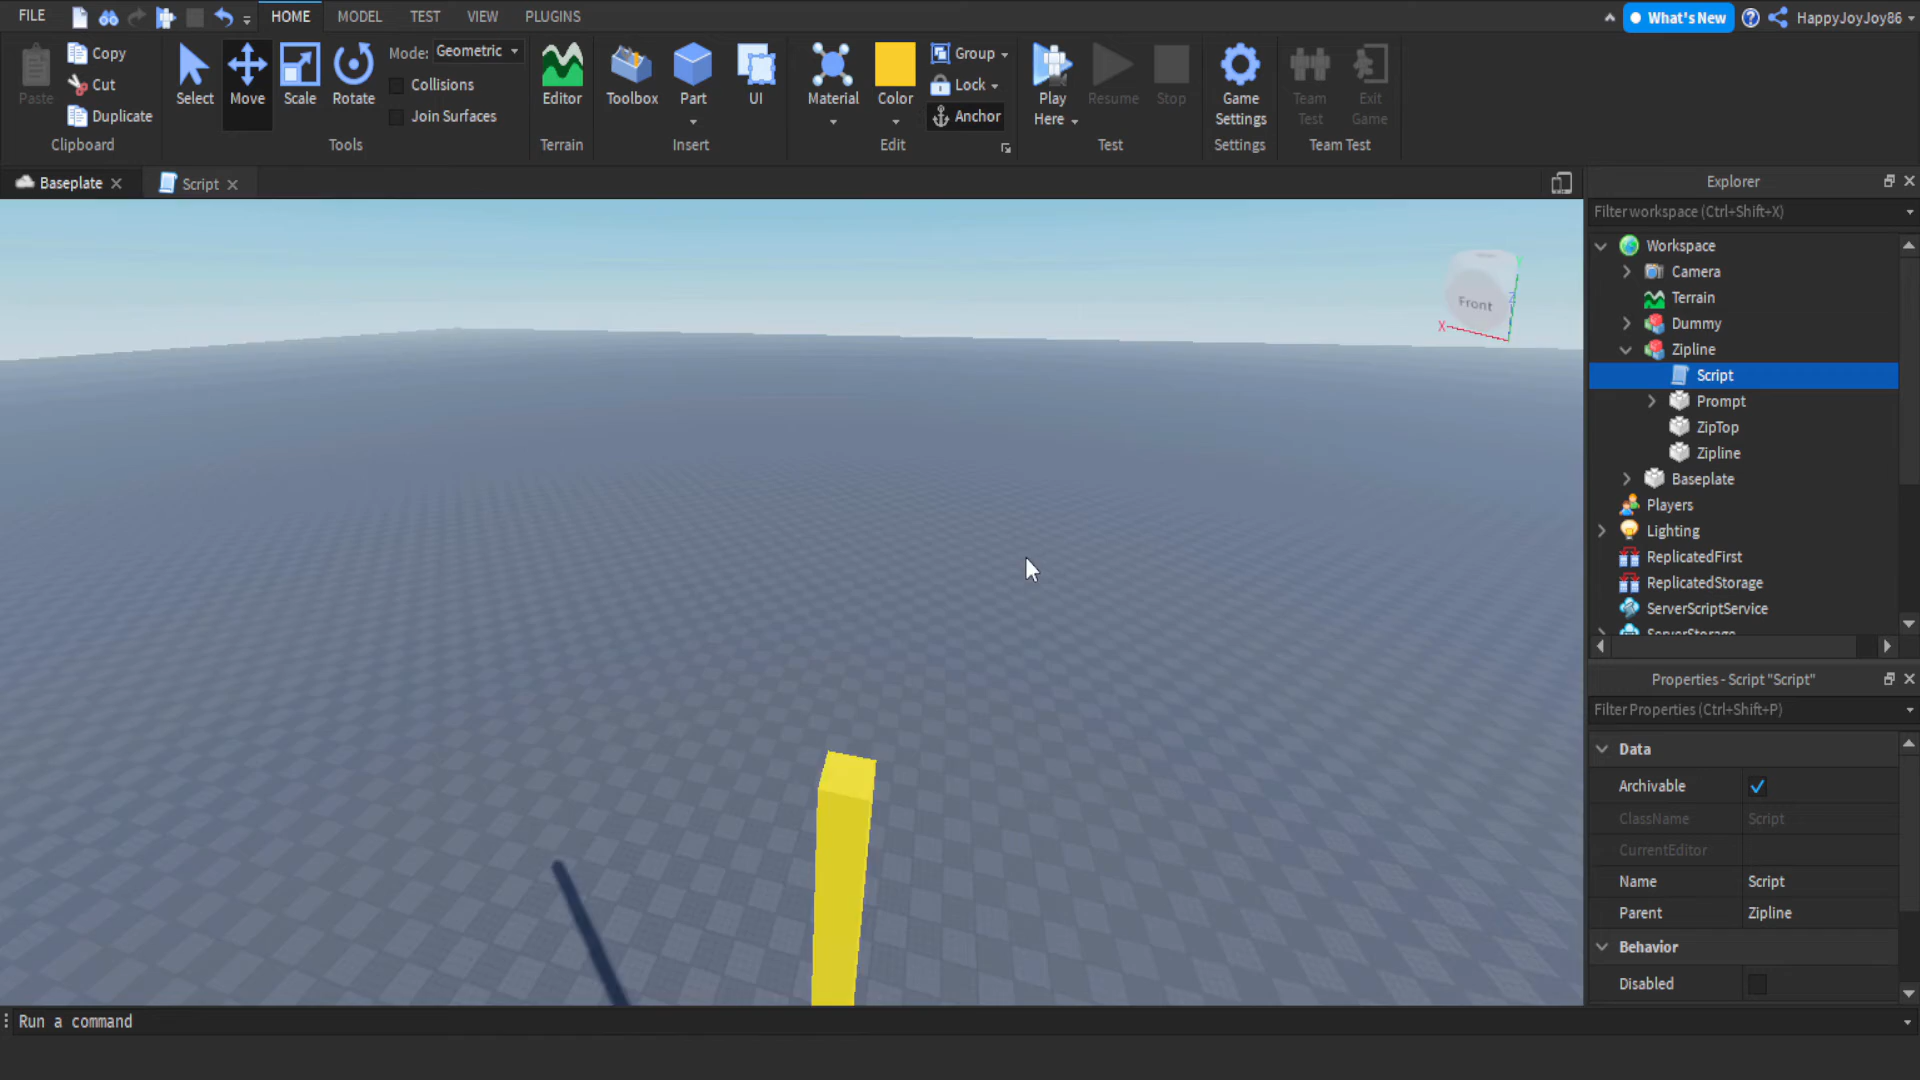 FILE
HOME
MODEL
TEST
VIEW
PLUGINS
What's New
HappyJoyJoy86
Paste
Copy
Cut
Duplicate
Clipboard
Select
Move
Scale
Rotate
Mode: Geometric
Collisions
Join Surfaces
Tools
Editor
Terrain
Toolbox
Part
UI
Insert
Material
Color
Group
Lock
Anchor
Edit
Play
Here
Resume
Stop
Test
Game
Settings
Settings
Team
Test
Exit
Game
Team Test
Baseplate
Script
Front
X
Explorer
Filter workspace (Ctrl+Shift+X)
Workspace
Camera
Terrain
Dummy
Zipline
Script
Prompt
ZipTop
Zipline
Baseplate
Players
Lighting
ReplicatedFirst
ReplicatedStorage
ServerScriptService
ServerStorage
Properties - Script "Script"
Filter Properties (Ctrl+Shift+P)
Data
Archivable
ClassName Script
CurrentEditor
Name Script
Parent Zipline
Behavior
Disabled
Run a command